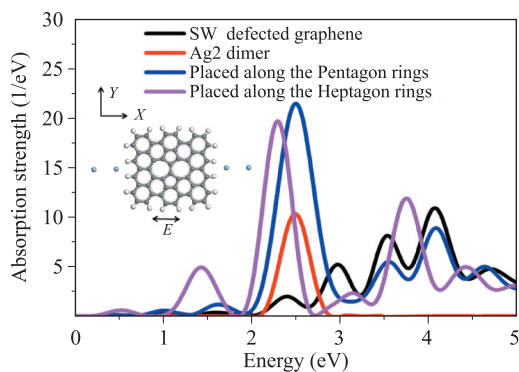 SW defected graphene
Ag2 dimer
Placed along the Pentagon rings
Placed along the Heptagon rings
Y
X
E
Absorption strength (1/eV)
30
25
20
15
10
5
0
1
2
3
4
5
Energy (eV)